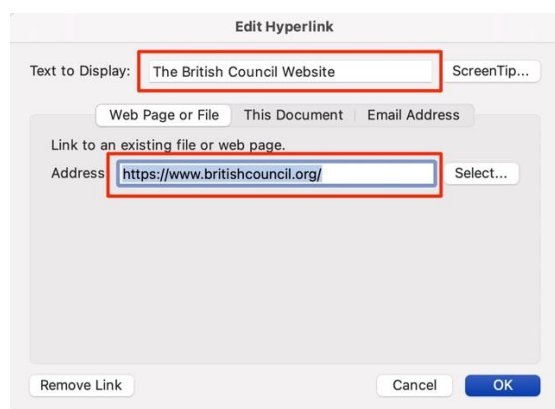 Edit Hyperlink
Text to Display: The British Council Website ScreenTip...
Web Page or File This Document Email Address
Link to an existing file or web page.
Address https://www.britishcouncil.org/ Select...
Remove Link Cancel OK